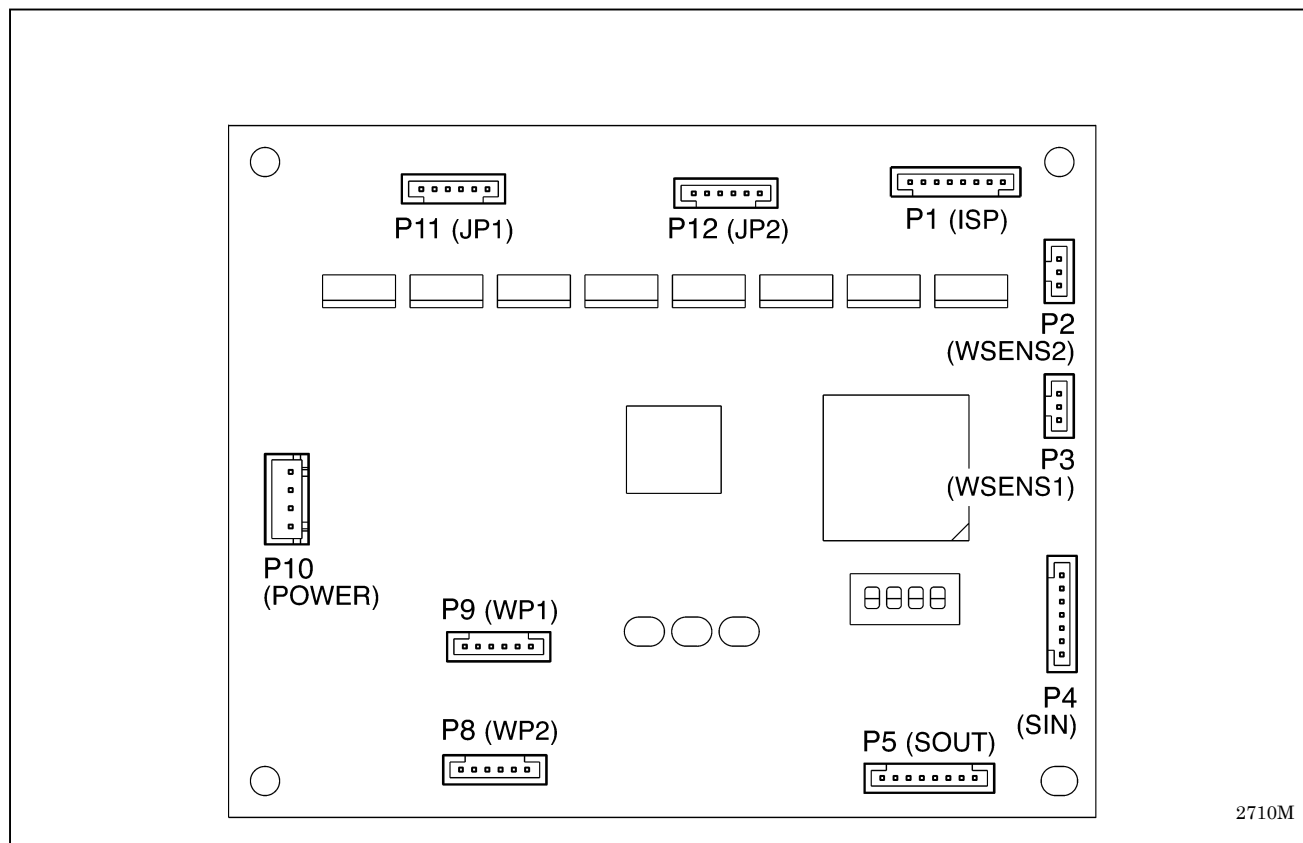 P11 (JP1)
P12 (JP2)
P1 (ISP)
P2
(WSENS2)
P3
(WSENS1)
P10
(POWER)
P9 (WP1)
P4
(SIN)
P8 (WP2)
P5 (SOUT)
2710M